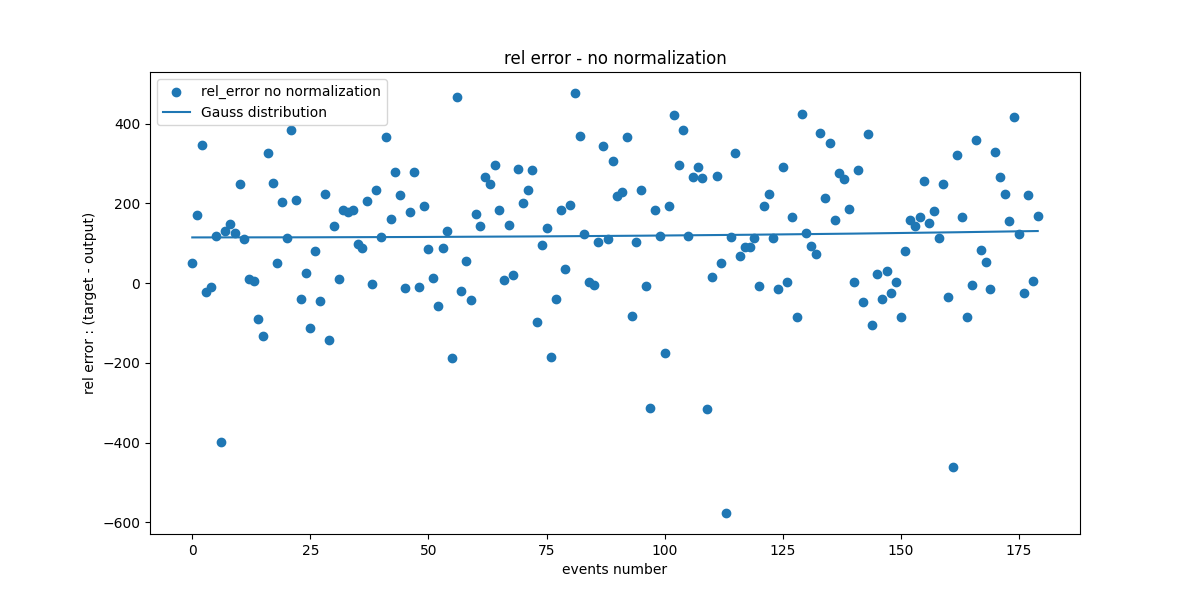 rel error - no normalization
rel_error no normalization
Gauss distribution
400
200
0
−200
−400
−600
rel error : (target - output)
0 25 50 75 100 125 150 175
events number